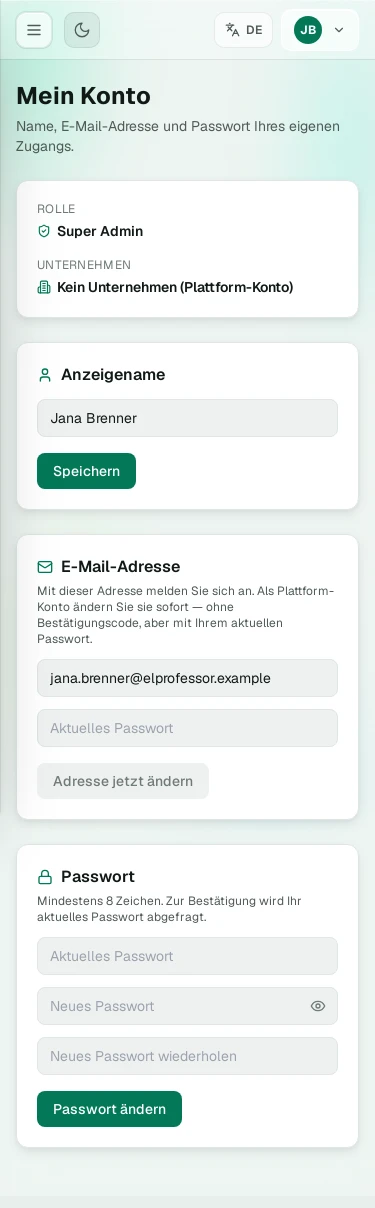 DE
JB
Mein Konto
Name, E-Mail-Adresse und Passwort Ihres eigenen
Zugangs.
ROLLE
Super Admin
UNTERNEHMEN
Kein Unternehmen (Plattform-Konto)
Anzeigename
Jana Brenner
Speichern
E-Mail-Adresse
Mit dieser Adresse melden Sie sich an. Als Plattform-
Konto ändern Sie sie sofort — ohne
Bestätigungscode, aber mit Ihrem aktuellen
Passwort.
jana.brenner@elprofessor.example
Aktuelles Passwort
Adresse jetzt ändern
Passwort
Mindestens 8 Zeichen. Zur Bestätigung wird Ihr
aktuelles Passwort abgefragt.
Aktuelles Passwort
Neues Passwort
Neues Passwort wiederholen
Passwort ändern